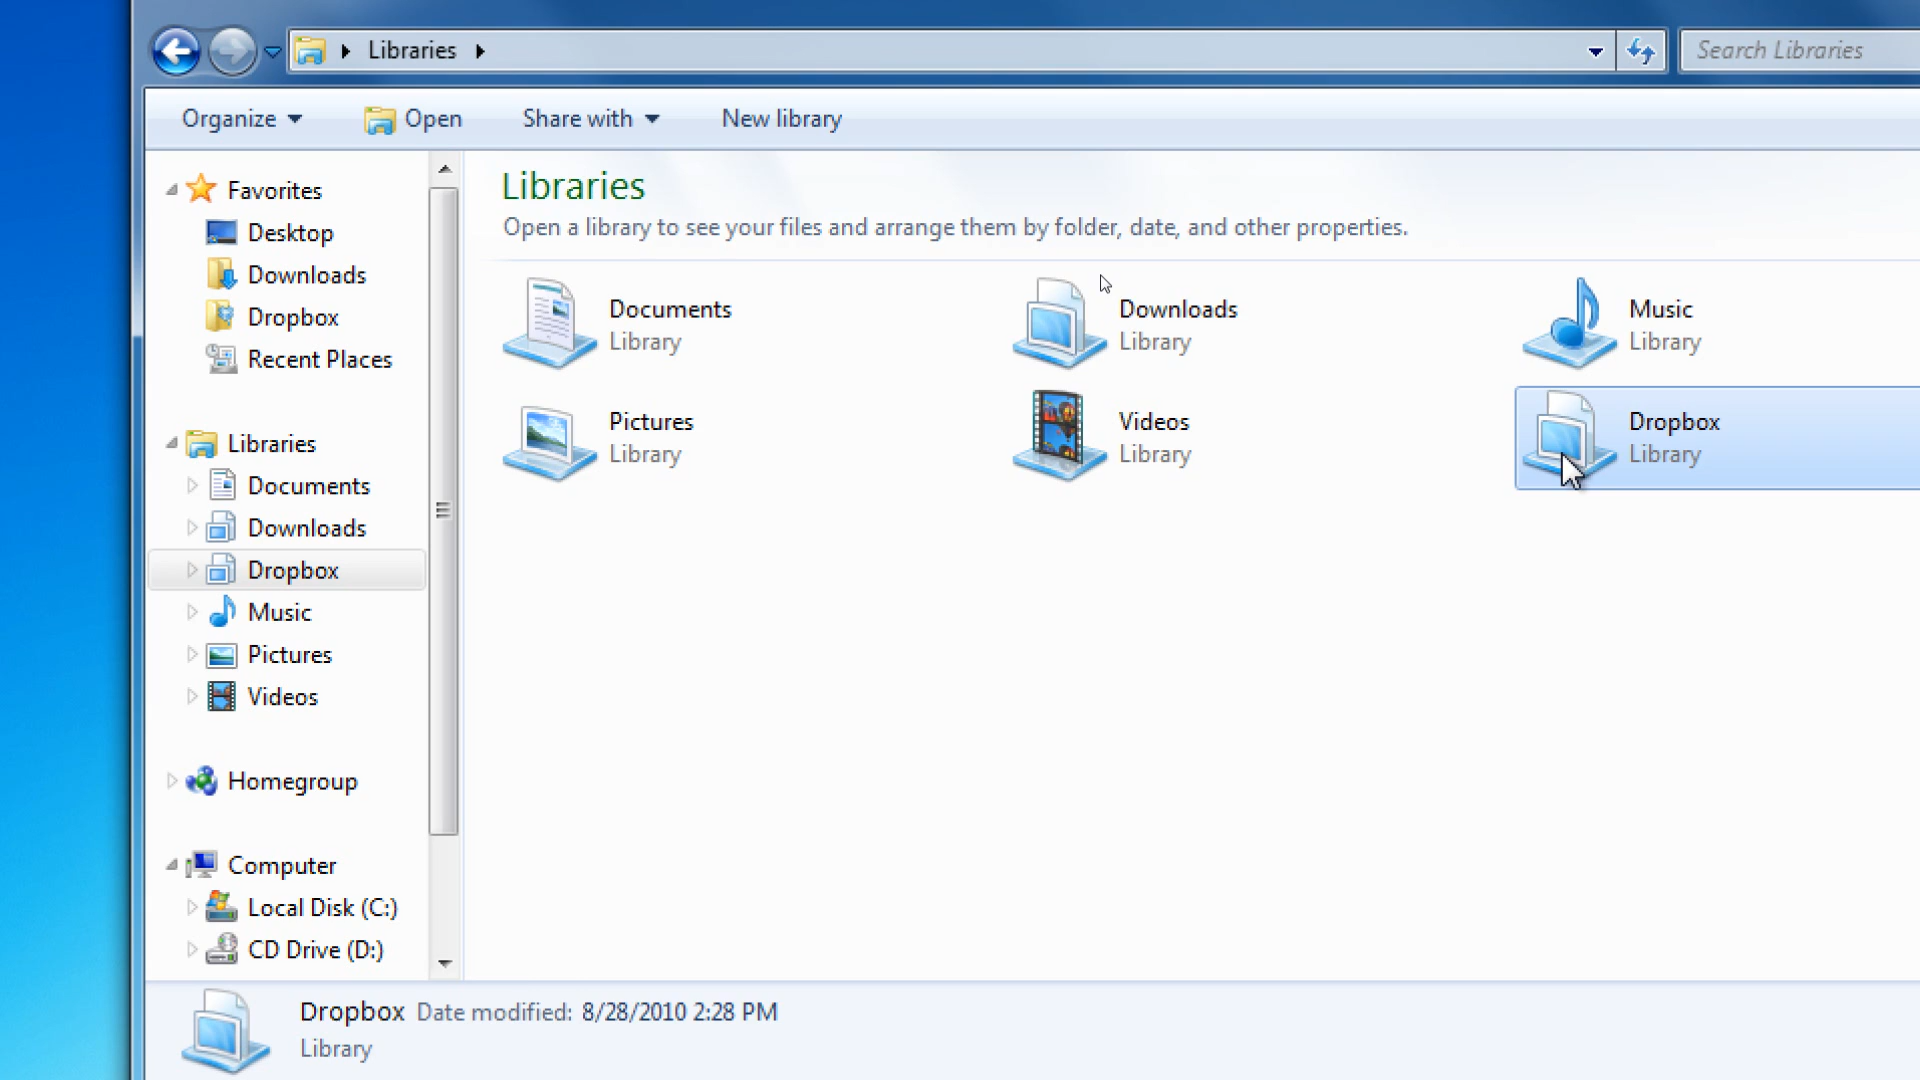 Libraries
Search Libraries
Organize
Open
Share with
New library
Favorites
Desktop
Downloads
Dropbox
Recent Places
Libraries
Documents
Downloads
Dropbox
Music
Pictures
Videos
Homegroup
Computer
Local Disk (C:)
CD Drive (D:)
Libraries
Open a library to see your files and arrange them by folder, date, and other properties.
Documents
Library
Downloads
Library
Music
Library
Pictures
Library
Videos
Library
Dropbox
Library
Dropbox Date modified: 8/28/2010 2:28 PM
Library